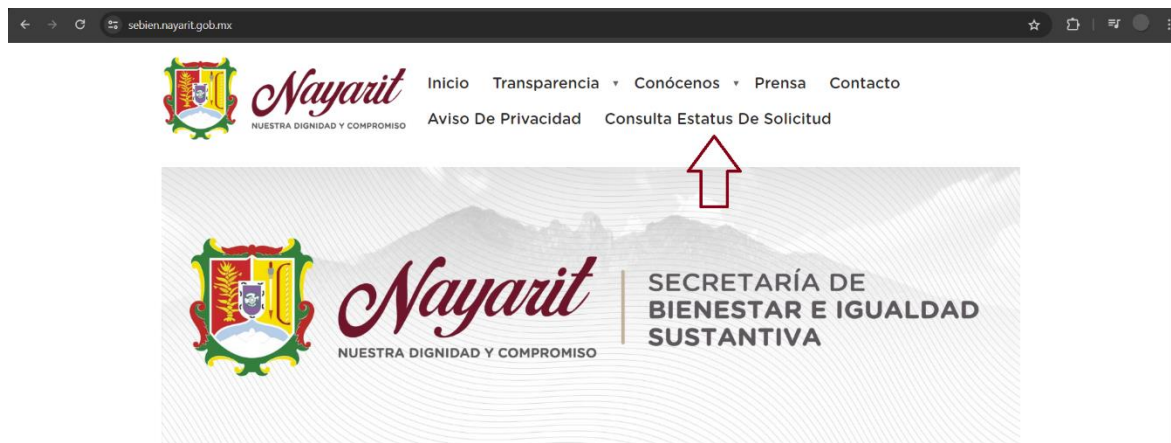 sebien.nayarit.gob.mx
Nayarit
NUESTRA DIGNIDAD Y COMPROMISO
Inicio Transparencia Conócenos Prensa Contacto
Aviso De Privacidad Consulta Estatus De Solicitud
Nayarit
NUESTRA DIGNIDAD Y COMPROMISO
SECRETARÍA DE
BIENESTAR E IGUALDAD
SUSTANTIVA